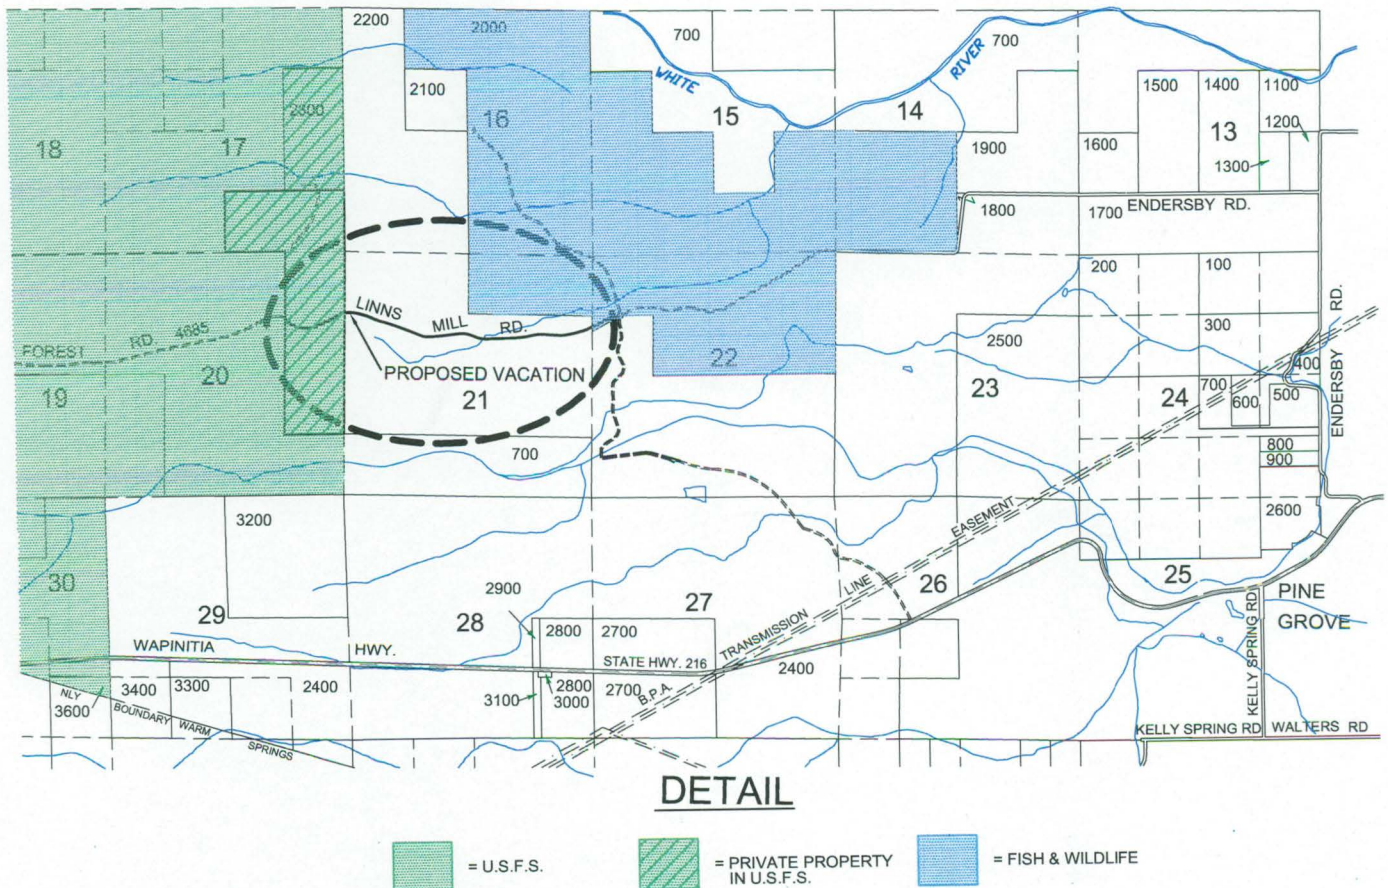 2200
2000
700
700
WHITE
RIVER
2100
16
15
14
1500
1400
1100
2300
13
1200
18
17
1900
1600
1300
1800
1700
ENDERSBY RD.
200
100
LINNS
MILL
RD.
FOREST
RD. 4685
300
ENDERSBY RD.
2500
22
400
PROPOSED VACATION
19
20
21
23
24
700
600
500
700
800
900
3200
EASEMENT
2600
30
29
2900
28
27
LINE
26
25
PINE
GROVE
2800
2700
TRANSMISSION
WAPINITIA
HWY.
STATE HWY. 216
2400
KELLY SPRING RD
3400
3300
2400
3100
2800
3000
2700
B.P.A.
NLY
3600
BOUNDARY
WARM
SPRINGS
KELLY SPRING RD
WALTERS RD
DETAIL
= U.S.F.S.
= PRIVATE PROPERTY
IN U.S.F.S.
= FISH & WILDLIFE